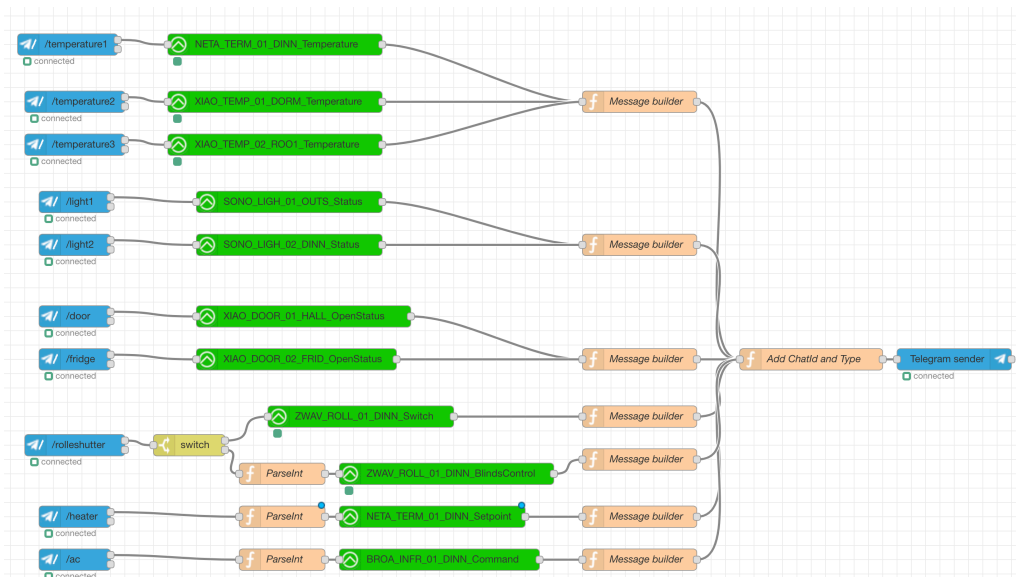 /temperature1
NETA_TERM_01_DINN_Temperature
connected
/temperature2
XIAO_TEMP_01_DORM_Temperature
Message builder
connected
/temperature3
XIAO_TEMP_02_ROO1_Temperature
connected
/light1
SONO_LIGH_01_OUTS_Status
connected
/light2
SONO_LIGH_02_DINN_Status
Message builder
connected
/door
XIAO_DOOR_01_HALL_OpenStatus
connected
/fridge
XIAO_DOOR_02_FRID_OpenStatus
Message builder
Add ChatId and Type
Telegram sender
connected
connected
ZWAV_ROLL_01_DINN_Switch
Message builder
/rolleshutter
switch
connected
ParseInt
ZWAV_ROLL_01_DINN_BlindsControl
Message builder
/heater
ParseInt
NETA_TERM_01_DINN_Setpoint
Message builder
connected
/ac
ParseInt
BROA_INFR_01_DINN_Command
Message builder
connected